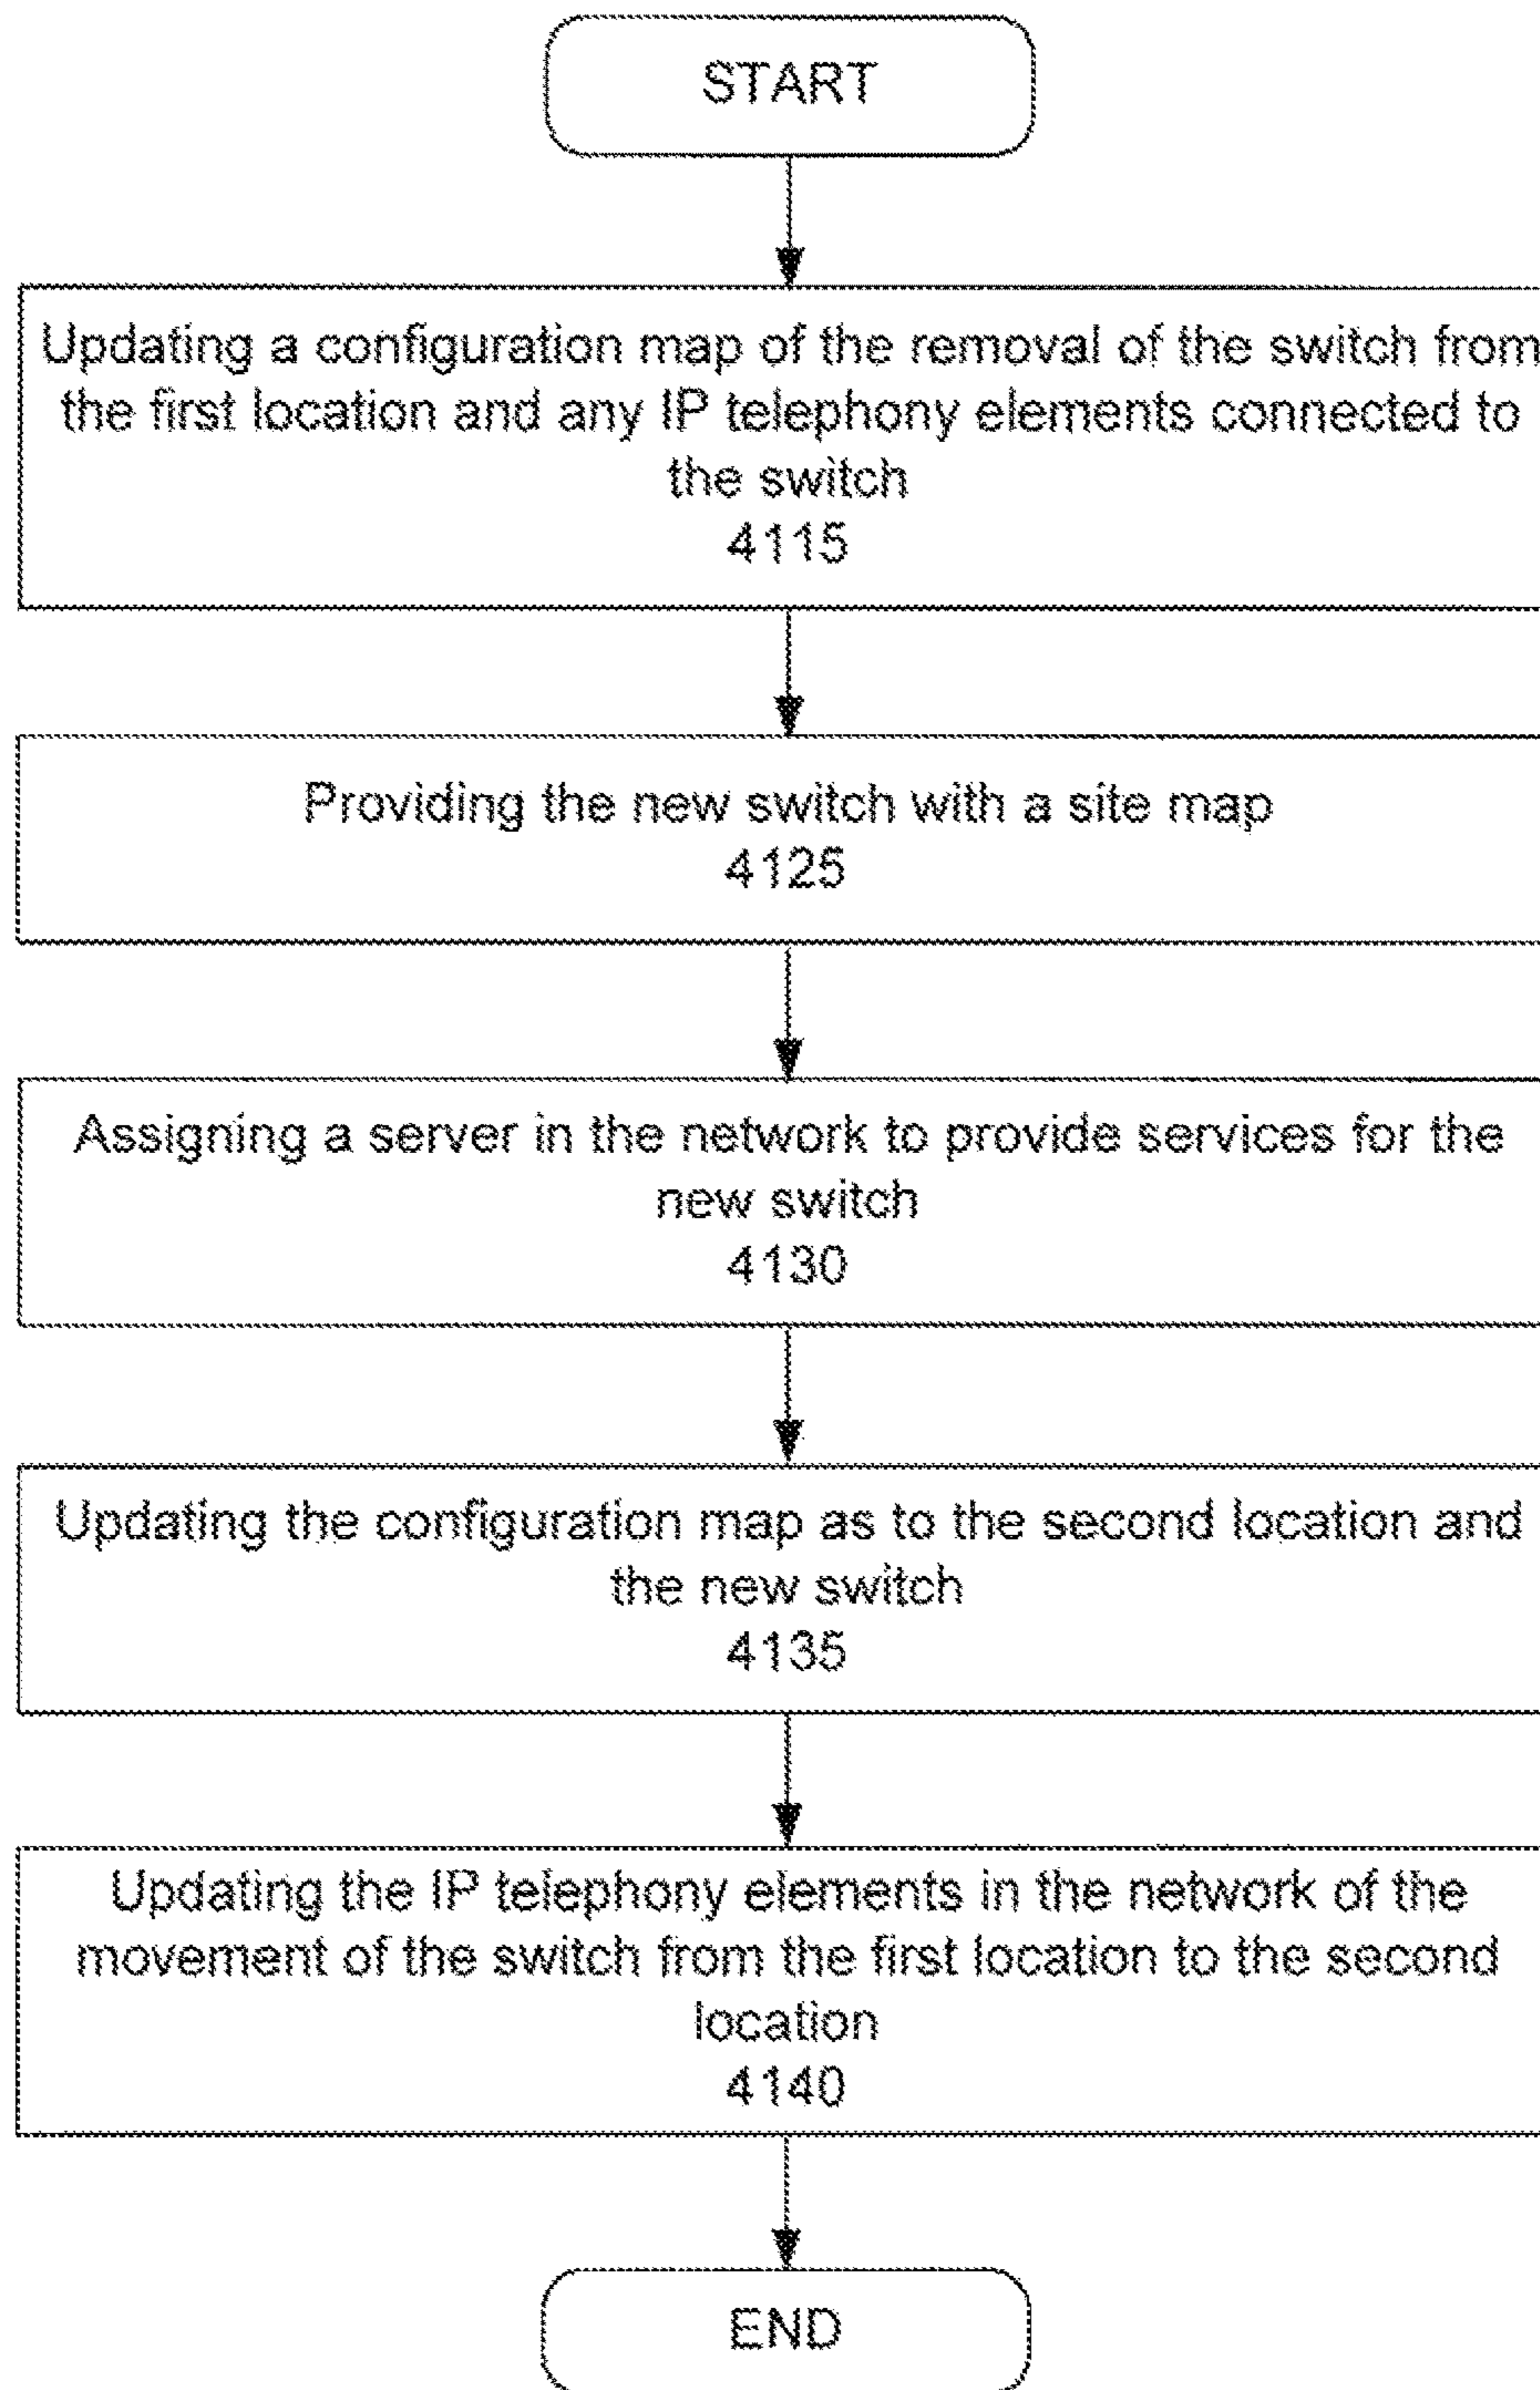 START
Updating a configuration map of the removal of the switch from
the first location and any IP telephony elements connected to
the switch
4115
Providing the new switch with a site map
4125
Assigning a server in the network to provide services for the
new switch
4130
Updating the configuration map as to the second location and
the new switch
4135
Updating the IP telephony elements in the network of the
movement of the switch from the first location to the second
location
4140
END